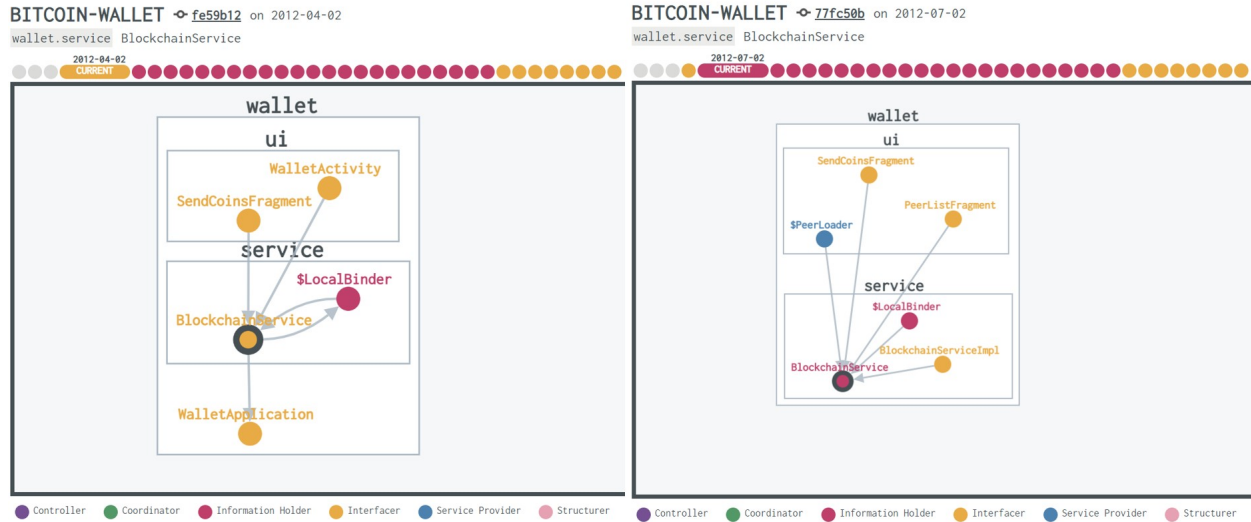 BITCOIN-WALLET fe59b12 on 2012-04-02
wallet.service BlockchainService
2012-04-02
CURRENT
wallet
ui
WalletActivity
SendCoinsFragment
service
$LocalBinder
BlockchainService
WalletApplication
Controller Coordinator Information Holder Interfacer Service Provider Structurer
BITCOIN-WALLET 77fc50b on 2012-07-02
wallet.service BlockchainService
2012-07-02
CURRENT
wallet
ui
SendCoinsFragment
PeerListFragment
$PeerLoader
service
$LocalBinder
BlockchainServiceImpl
BlockchainService
Controller Coordinator Information Holder Interfacer Service Provider Structurer